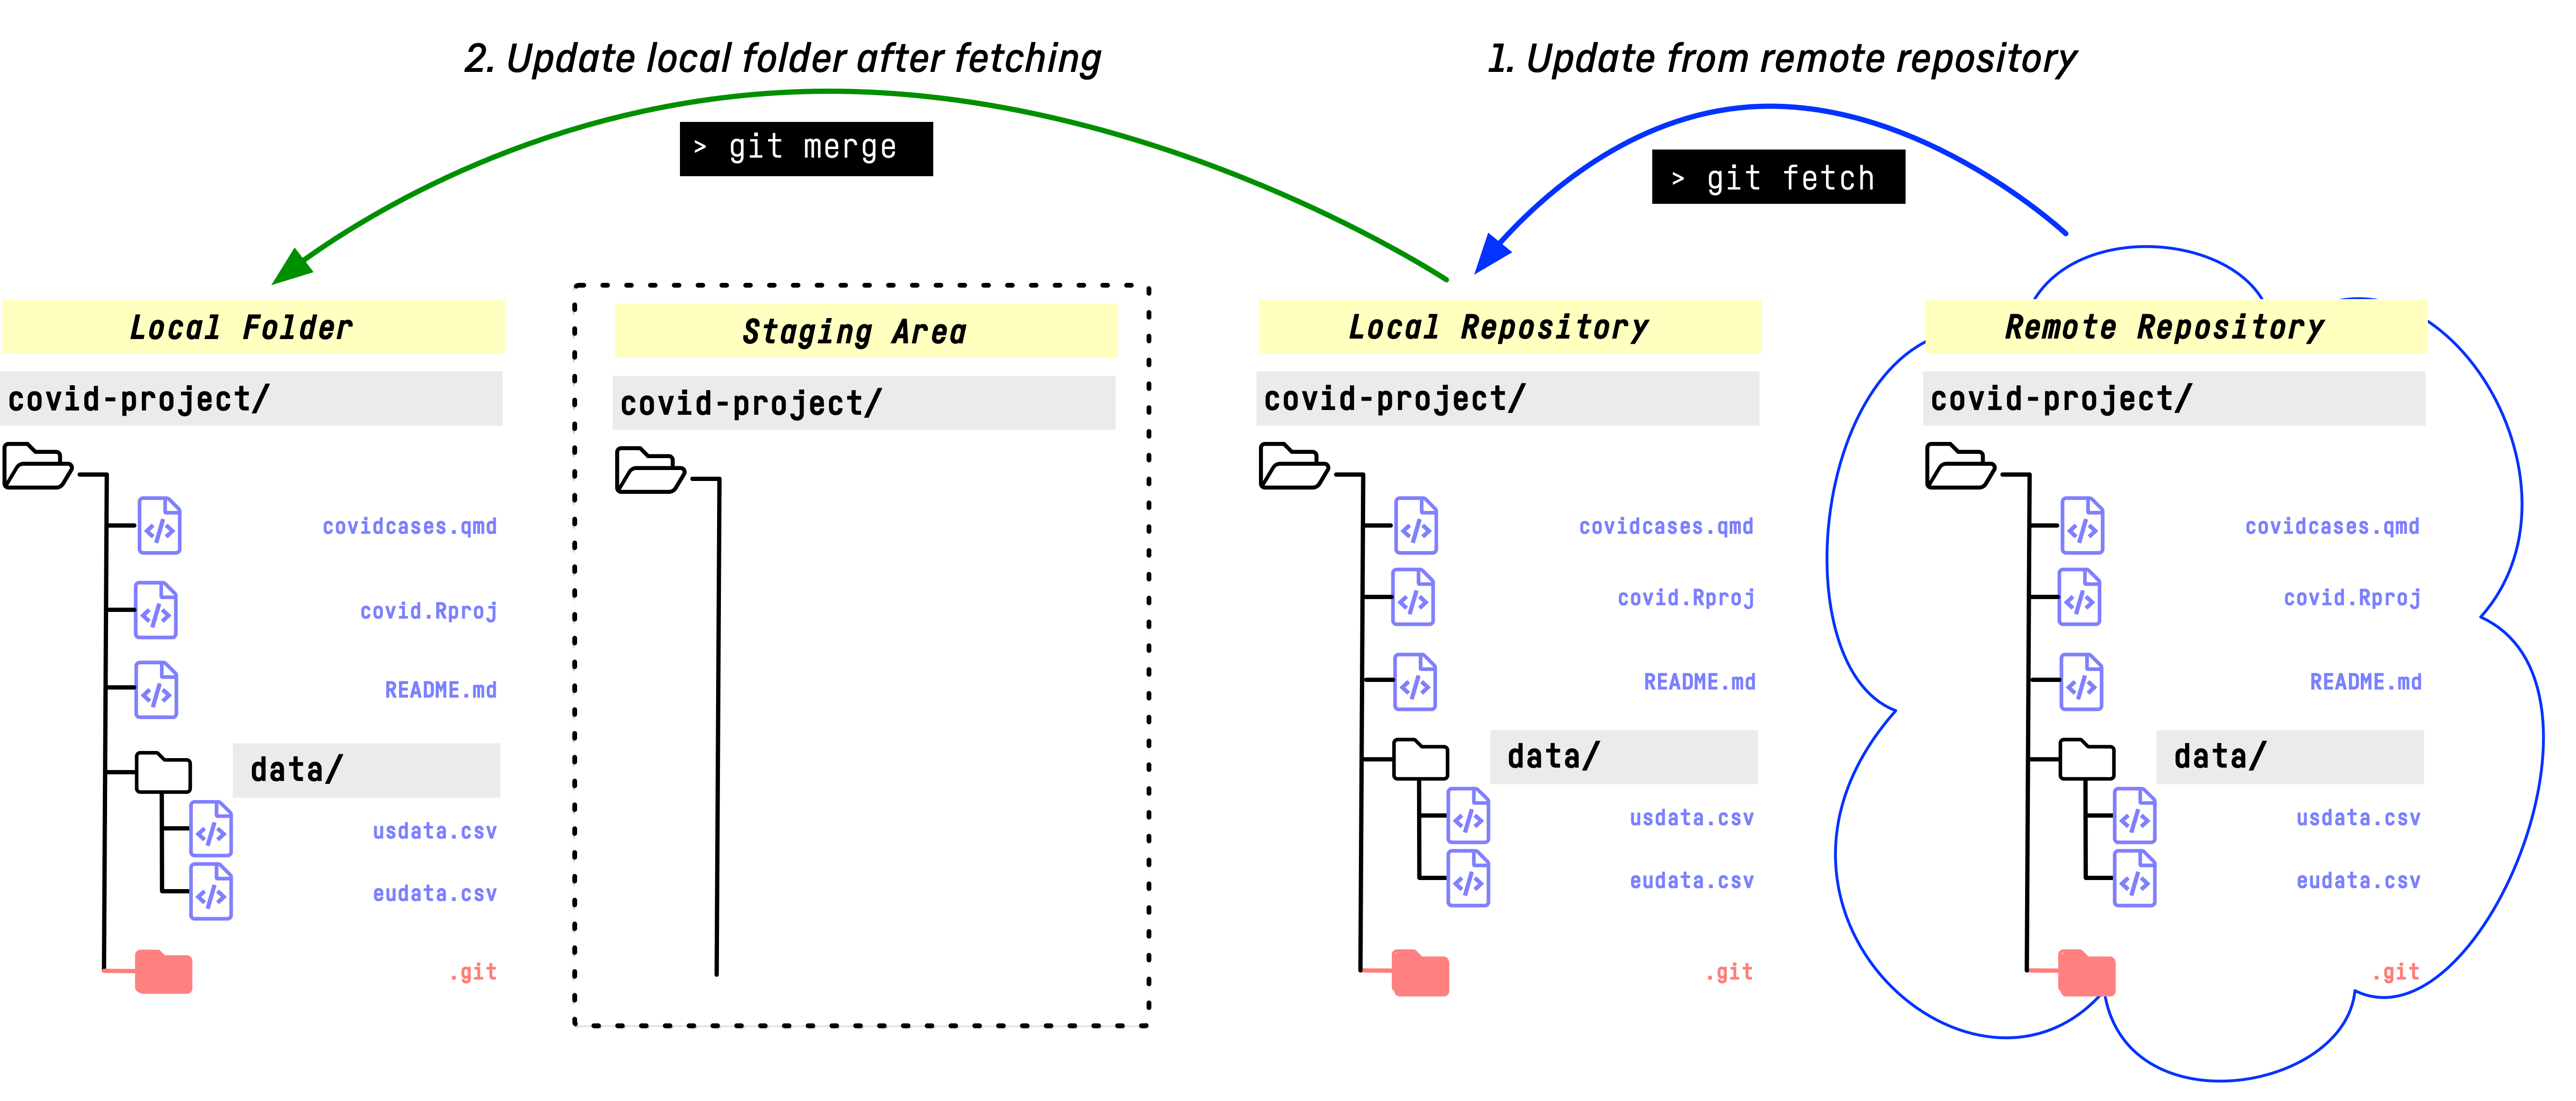 2. Update local folder after fetching
1. Update from remote repository
> git merge
> git fetch
Local Folder
covid-project/
covidcases.qmd
covid.Rproj
README.md
data/
usdata.csv
eudata.csv
.git
Staging Area
covid-project/
Local Repository
covid-project/
covidcases.qmd
covid.Rproj
README.md
data/
usdata.csv
eudata.csv
.git
Remote Repository
covid-project/
covidcases.qmd
covid.Rproj
README.md
data/
usdata.csv
eudata.csv
.git